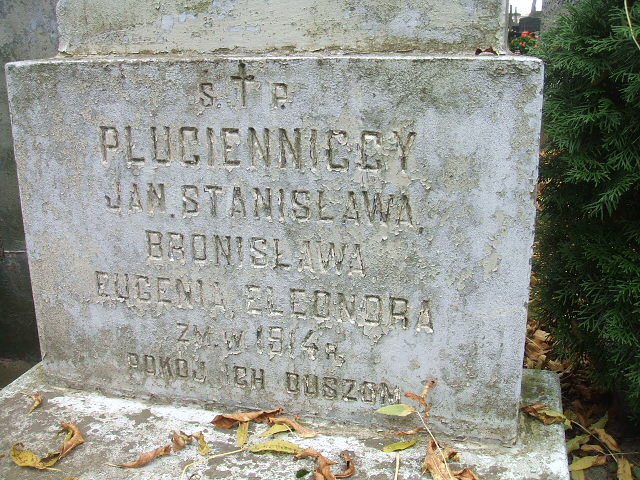 S. † P.
PLUCIENNICCY
JAN, STANISŁAWA,
BRONISŁAWA
EUGENIA, ELEONORA
ZM. W. 1914 R.
POKÓJ ICH DUSZOM